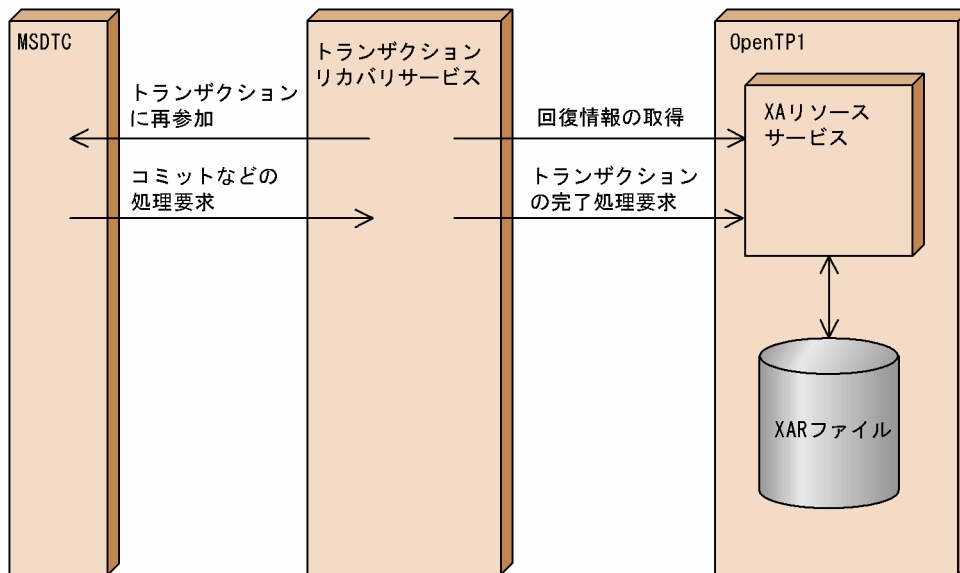 MSDTC
トランザクション
リカバリサービス
OpenTP1
トランザクション
に再参加
回復情報の取得
XAリソース
サービス
コミットなどの
処理要求
トランザクション
の完了処理要求
XARファイル